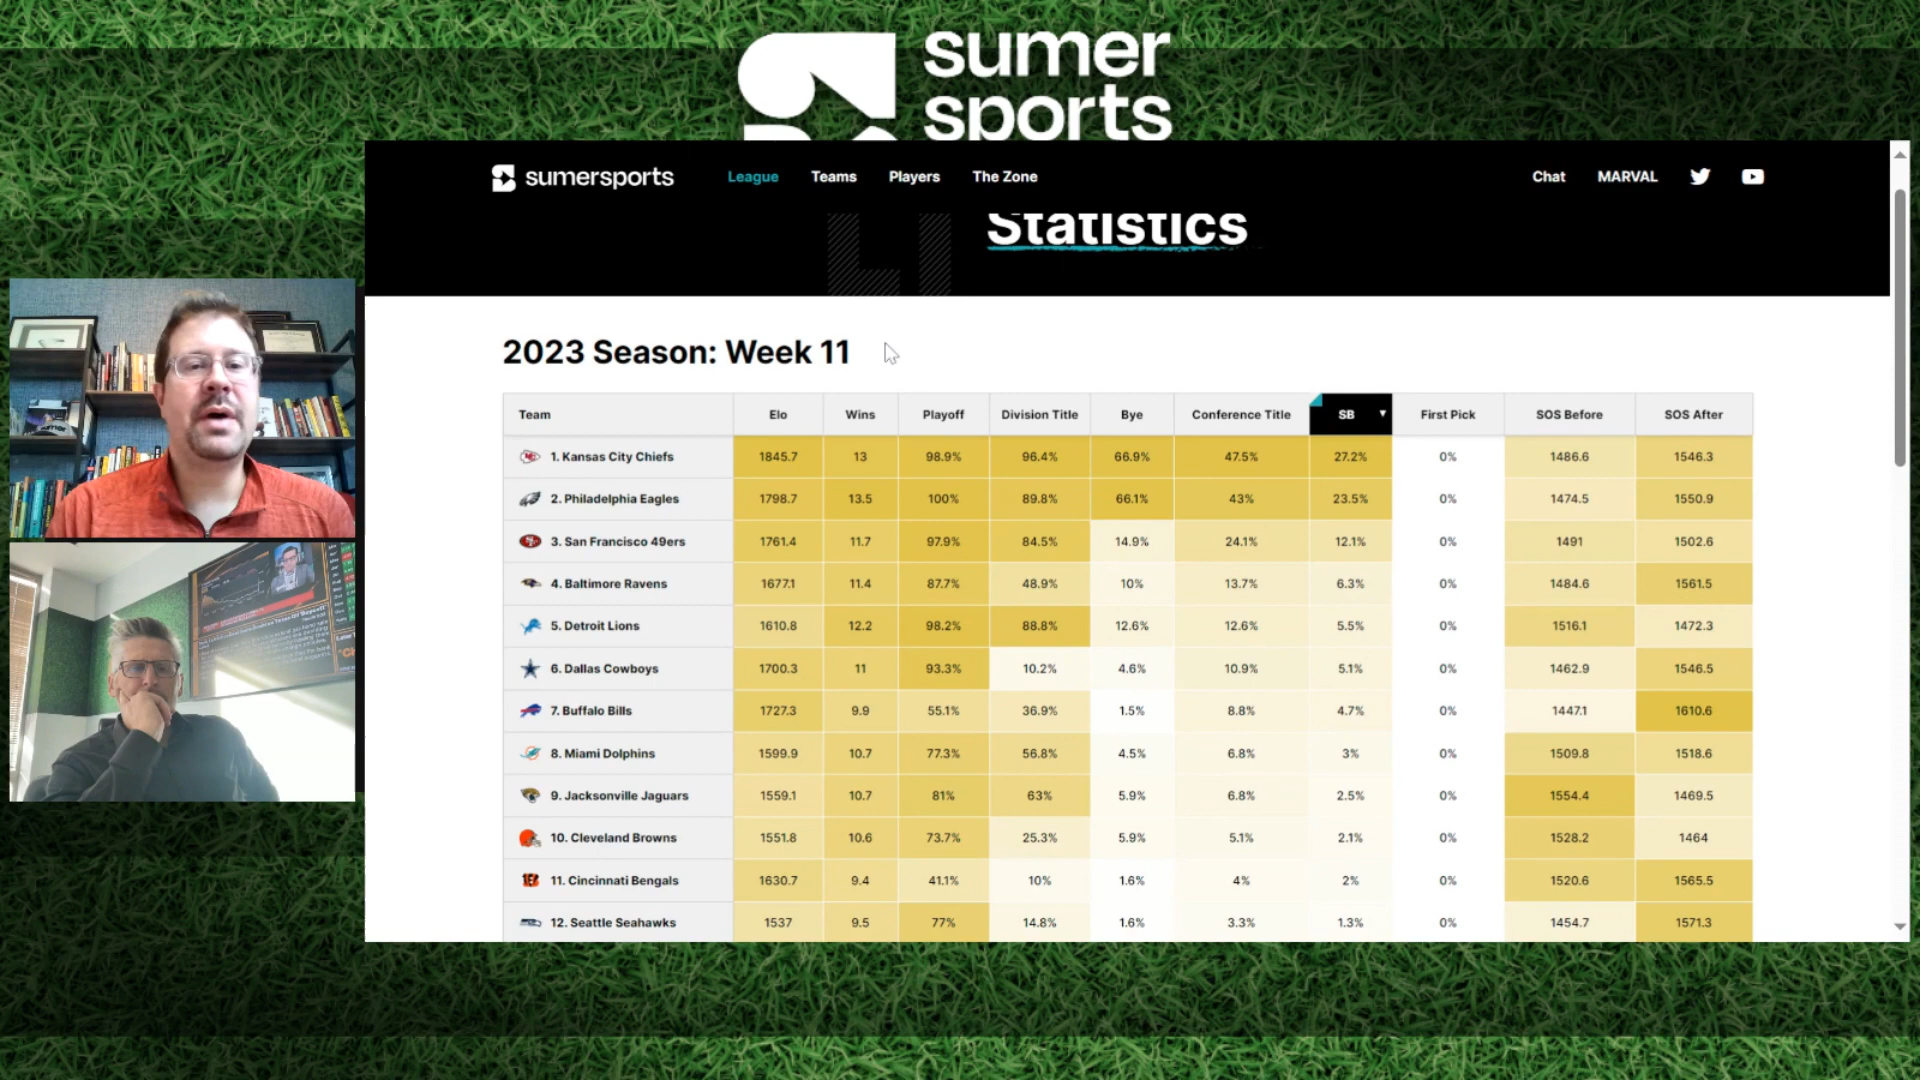 sumer
sports
sumersports League Teams Players The Zone Chat MARVAL
Statistics
2023 Season: Week 11
Team Elo Wins Playoff Division Title Bye Conference Title SB First Pick SOS Before SOS After
1. Kansas City Chiefs 1845.7 13 98.9% 96.4% 66.9% 47.5% 27.2% 0% 1486.6 1546.3
2. Philadelphia Eagles 1798.7 13.5 100% 89.8% 66.1% 43% 23.5% 0% 1474.5 1550.9
3. San Francisco 49ers 1761.4 11.7 97.9% 84.5% 14.9% 24.1% 12.1% 0% 1491 1502.6
4. Baltimore Ravens 1677.1 11.4 87.7% 48.9% 10% 13.7% 6.3% 0% 1484.6 1561.5
5. Detroit Lions 1610.8 12.2 98.2% 88.8% 12.6% 12.6% 5.5% 0% 1516.1 1472.3
6. Dallas Cowboys 1700.3 11 93.3% 10.2% 4.6% 10.9% 5.1% 0% 1462.9 1546.5
7. Buffalo Bills 1727.3 9.9 55.1% 36.9% 1.5% 8.8% 4.7% 0% 1447.1 1610.6
8. Miami Dolphins 1599.9 10.7 77.3% 56.8% 4.5% 6.8% 3% 0% 1509.8 1518.6
9. Jacksonville Jaguars 1559.1 10.7 81% 63% 5.9% 6.8% 2.5% 0% 1554.4 1469.5
10. Cleveland Browns 1551.8 10.6 73.7% 25.3% 5.9% 5.1% 2.1% 0% 1528.2 1464
11. Cincinnati Bengals 1630.7 9.4 41.1% 10% 1.6% 4% 2% 0% 1520.6 1565.5
12. Seattle Seahawks 1537 9.5 77% 14.8% 1.6% 3.3% 1.3% 0% 1454.7 1571.3